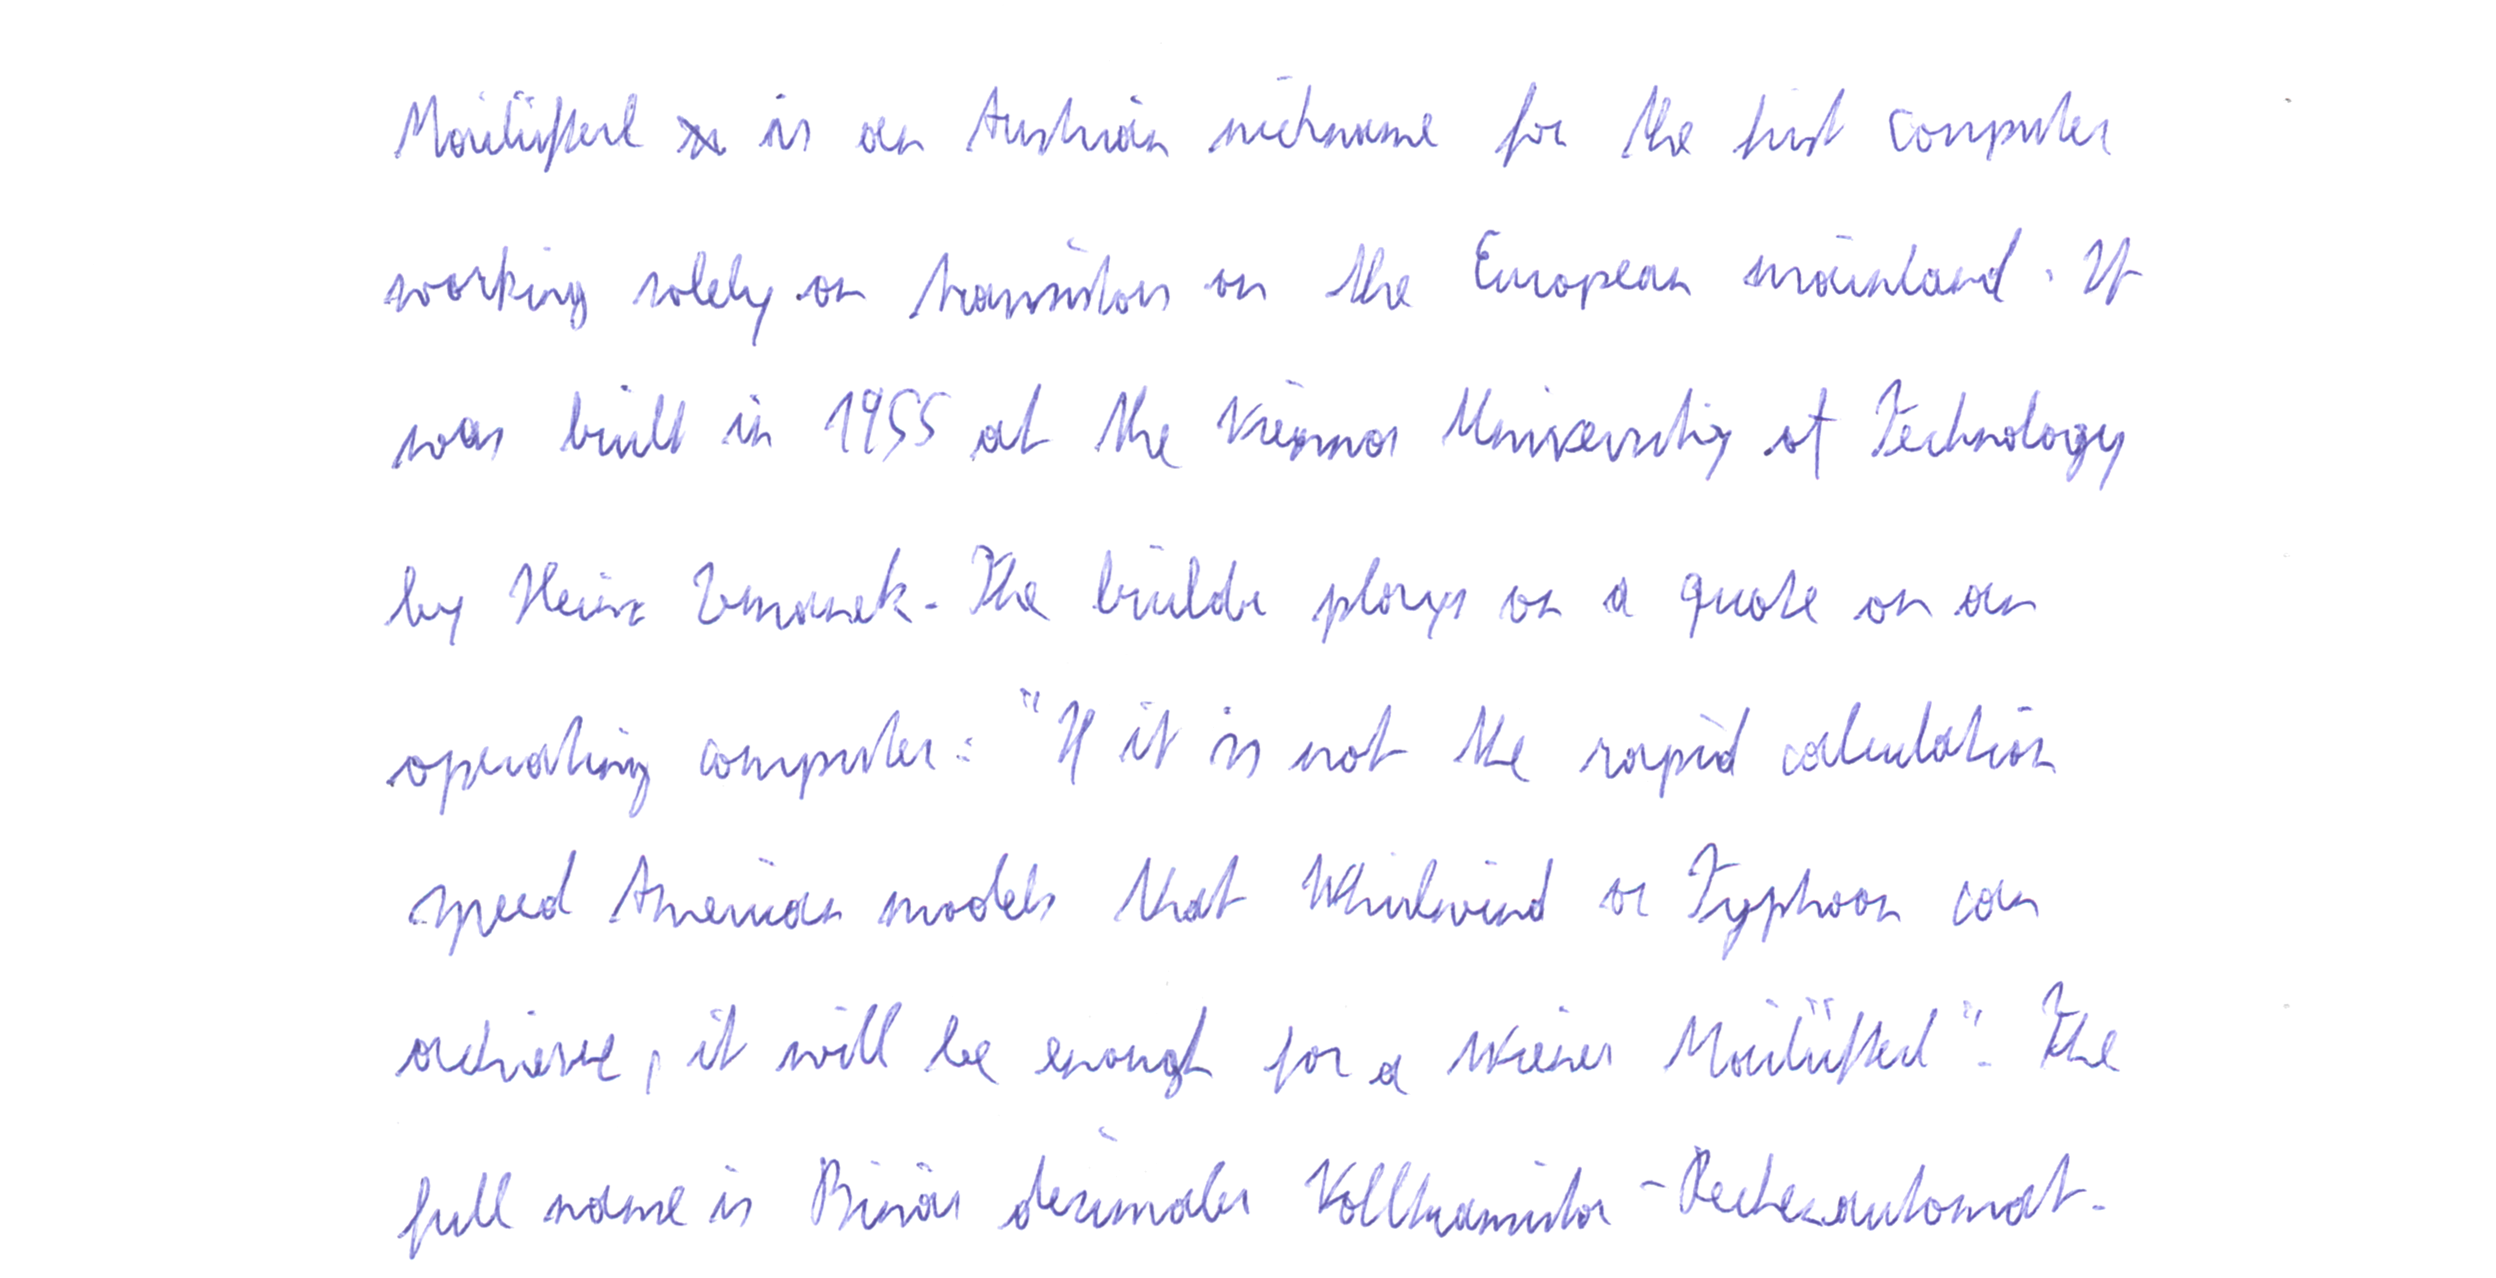 Mailüfterl is an Austrian nickname for the first computer
working solely on transistors on the European mainland. It
was built in 1955 at the Vienna University of Technology
by Heinz Zemanek. The builder plays on a quote on an
operating computer: "If it is not the rapid calculation
speed American models that Whirlwind or Typhoon can
achieve, it will be enough for a Wiener Mailüfterl". The
full name is Binär dezimaler Volltransistor - Rechenautomat.